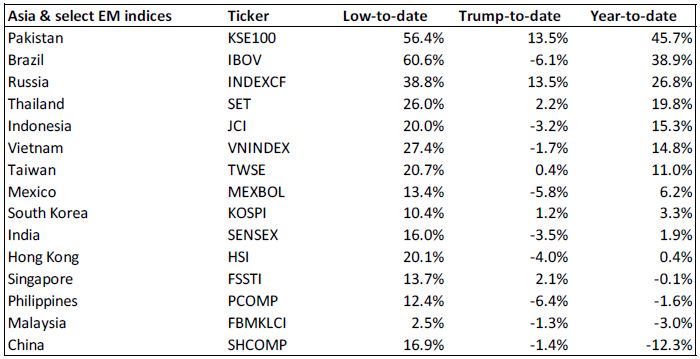 Asia & select EM indices Ticker Low-to-date Trump-to-date Year-to-date
Pakistan KSE100 56.4% 13.5% 45.7%
Brazil IBOV 60.6% -6.1% 38.9%
Russia INDEXCF 38.8% 13.5% 26.8%
Thailand SET 26.0% 2.2% 19.8%
Indonesia JCI 20.0% -3.2% 15.3%
Vietnam VNINDEX 27.4% -1.7% 14.8%
Taiwan TWSE 20.7% 0.4% 11.0%
Mexico MEXBOL 13.4% -5.8% 6.2%
South Korea KOSPI 10.4% 1.2% 3.3%
India SENSEX 16.0% -3.5% 1.9%
Hong Kong HSI 20.1% -4.0% 0.4%
Singapore FSSTI 13.7% 2.1% -0.1%
Philippines PCOMP 12.4% -6.4% -1.6%
Malaysia FBMKLCI 2.5% -1.3% -3.0%
China SHCOMP 16.9% -1.4% -12.3%